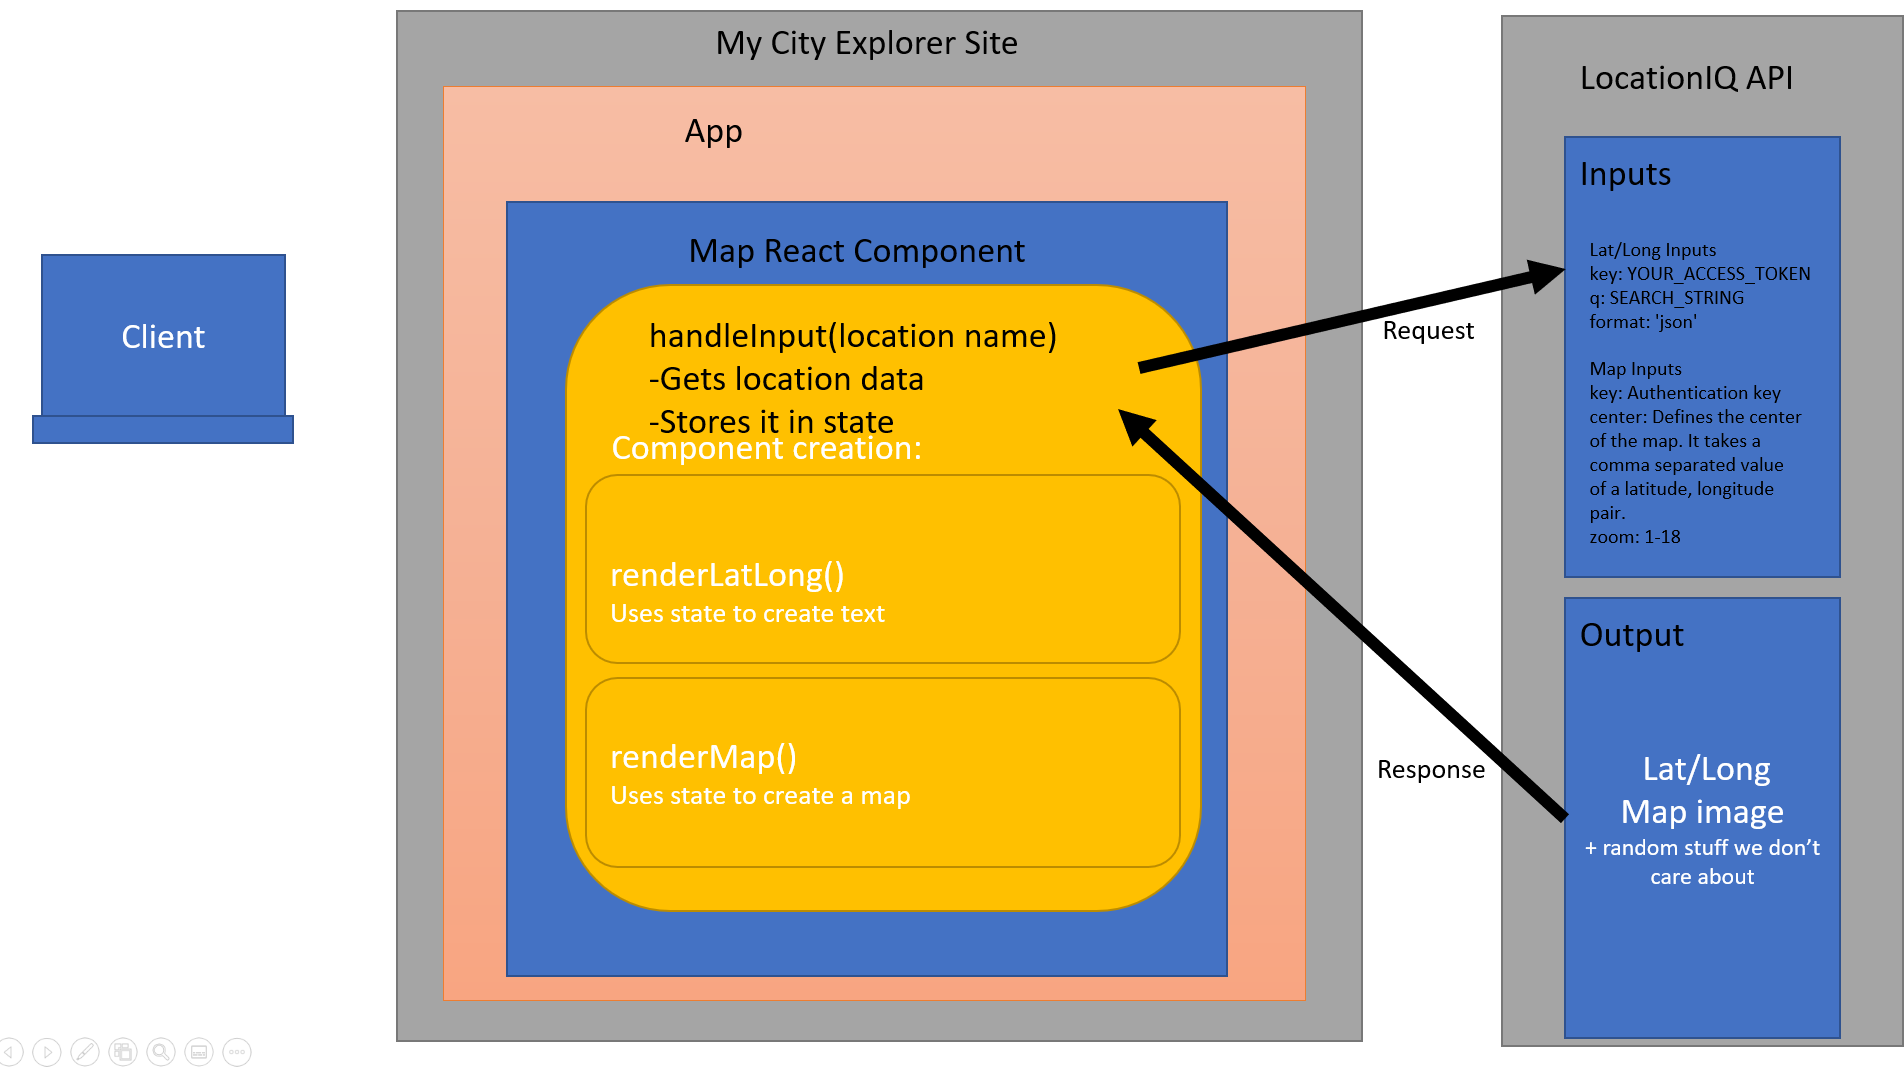 My City Explorer Site
App
Map React Component
handleInput(location name)
-Gets location data
-Stores it in state
Component creation:
renderLatLong()
Uses state to create text
renderMap()
Uses state to create a map
Client
Request
Response
LocationIQ API
Inputs
Lat/Long Inputs
key: YOUR_ACCESS_TOKEN
q: SEARCH_STRING
format: 'json'
Map Inputs
key: Authentication key
center: Defines the center
of the map. It takes a
comma separated value
of a latitude, longitude
pair.
zoom: 1-18
Output
Lat/Long
Map image
+ random stuff we don’t
care about